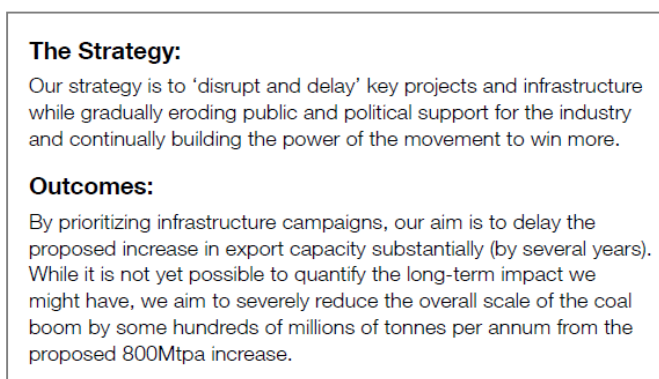 The Strategy:
Our strategy is to ‘disrupt and delay’ key projects and infrastructure
while gradually eroding public and political support for the industry
and continually building the power of the movement to win more.
Outcomes:
By prioritizing infrastructure campaigns, our aim is to delay the
proposed increase in export capacity substantially (by several years).
While it is not yet possible to quantify the long-term impact we
might have, we aim to severely reduce the overall scale of the coal
boom by some hundreds of millions of tonnes per annum from the
proposed 800Mtpa increase.